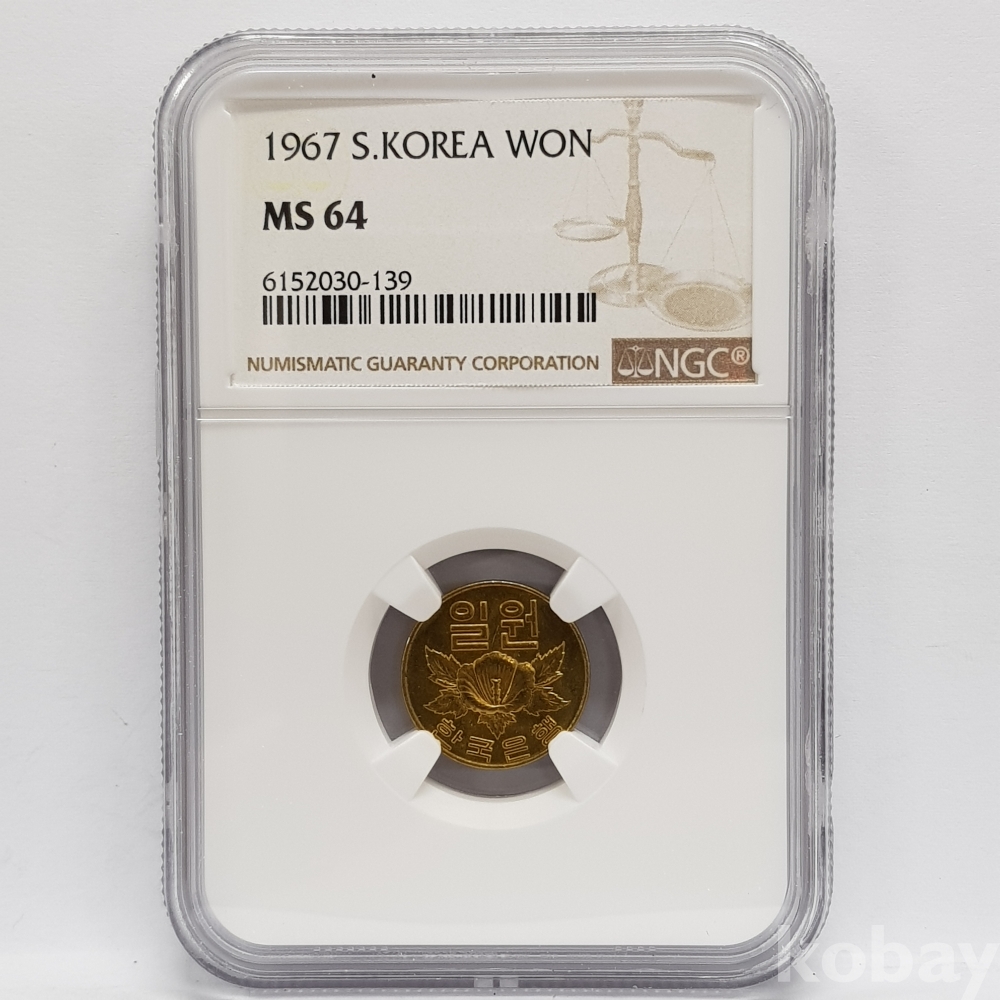 1967 S.KOREA WON
MS 64
6152030-139
NUMISMATIC GUARANTY CORPORATION NGC®
일원
한국은행
kobay